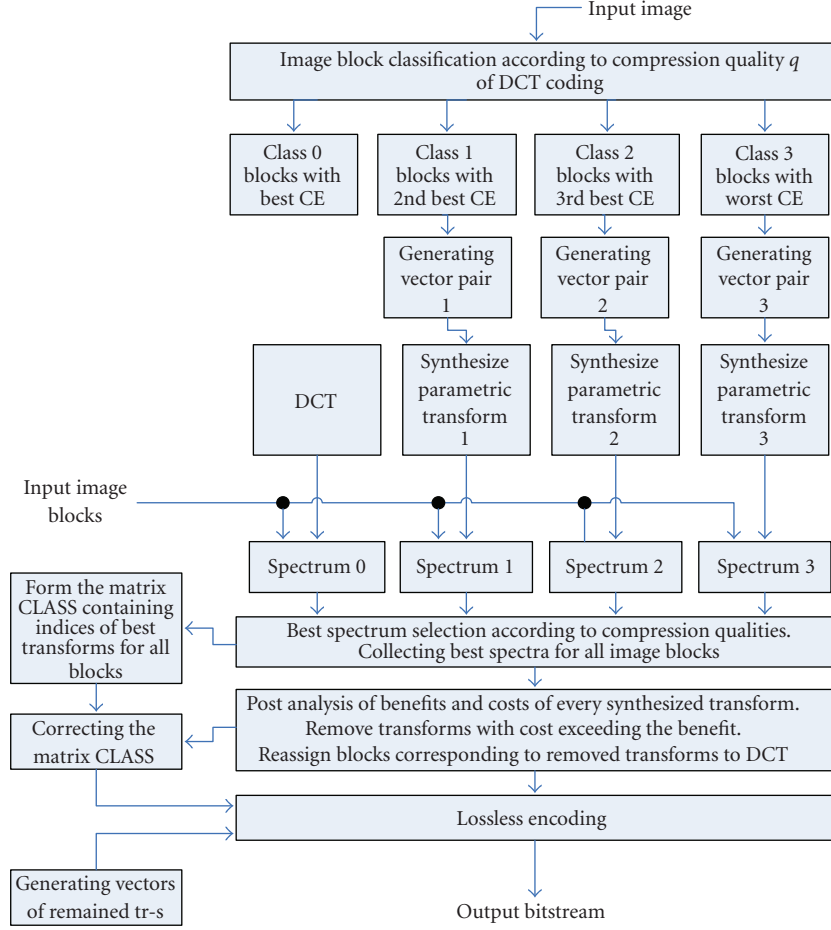 Input image
Image block classification according to compression quality q
of DCT coding
Class 0
blocks with
best CE
Class 1
blocks with
2nd best CE
Class 2
blocks with
3rd best CE
Class 3
blocks with
worst CE
Generating
vector pair
1
Generating
vector pair
2
Generating
vector pair
3
DCT
Synthesize
parametric
transform
1
Synthesize
parametric
transform
2
Synthesize
parametric
transform
3
Input image
blocks
Spectrum 0
Spectrum 1
Spectrum 2
Spectrum 3
Form the matrix
CLASS containing
indices of best
transforms for all
blocks
Best spectrum selection according to compression qualities.
Collecting best spectra for all image blocks
Correcting the
matrix CLASS
Post analysis of benefits and costs of every synthesized transform.
Remove transforms with cost exceeding the benefit.
Reassign blocks corresponding to removed transforms to DCT
Lossless encoding
Generating vectors
of remained tr-s
Output bitstream